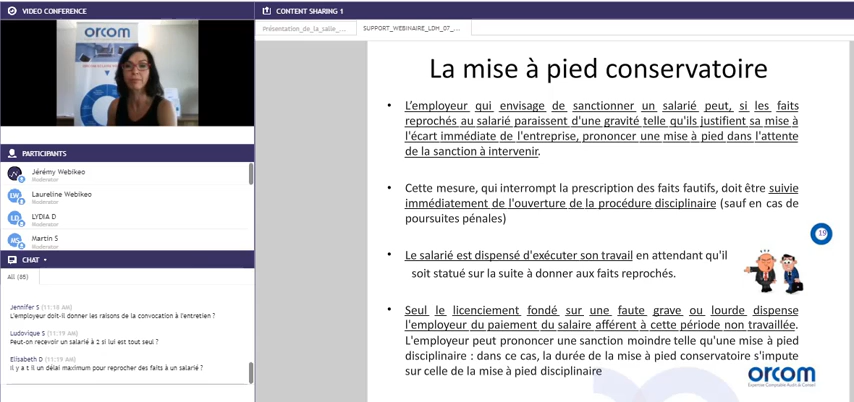 VIDEO CONFERENCE
orcom
PARTICIPANTS
Jérémy Webikeo
Moderator
LW
Laureline Webikeo
Moderator
LD
LYDIA D
Moderator
MS
Martin S
Moderator
CHAT
All (85)
Jennifer S (11:19 AM)
L'employeur doit-il donner les raisons de la convocation à l'entretien ?
Ludovique S (11:19 AM)
Peut-on recevoir un salarié à 2 si lui est tout seul ?
Elisabeth D (11:19 AM)
il y a t il un délai maximum pour reprocher des faits à un salarié ?
CONTENT SHARING 1
Présentation_de_la_salle_...
SUPPORT_WEBINAIRE_LDH_07_...
La mise à pied conservatoire
• L'employeur qui envisage de sanctionner un salarié peut, si les faits
reprochés au salarié paraissent d'une gravité telle qu'ils justifient sa mise à
l'écart immédiate de l'entreprise, prononcer une mise à pied dans l'attente
de la sanction à intervenir.
• Cette mesure, qui interrompt la prescription des faits fautifs, doit être suivie
immédiatement de l'ouverture de la procédure disciplinaire (sauf en cas de
poursuites pénales)
19
• Le salarié est dispensé d'exécuter son travail en attendant qu'il
soit statué sur la suite à donner aux faits reprochés.
• Seul le licenciement fondé sur une faute grave ou lourde dispense
l'employeur du paiement du salaire afférent à cette période non travaillée.
L'employeur peut prononcer une sanction moindre telle qu'une mise à pied
disciplinaire : dans ce cas, la durée de la mise à pied conservatoire s'impute
sur celle de la mise à pied disciplinaire
orcom
Expertise Comptable Audit & Conseil